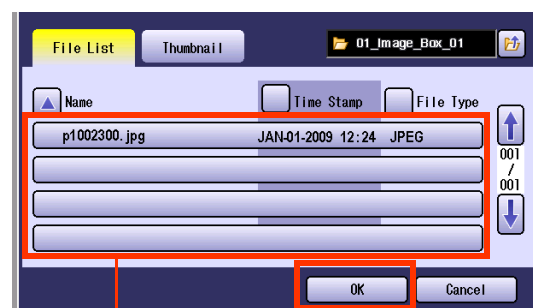 File List Thumbnail 01_Image_Box_01
Name Time Stamp File Type
p1002300.jpg JAN-01-2009 12:24 JPEG
001
/
001
OK Cancel